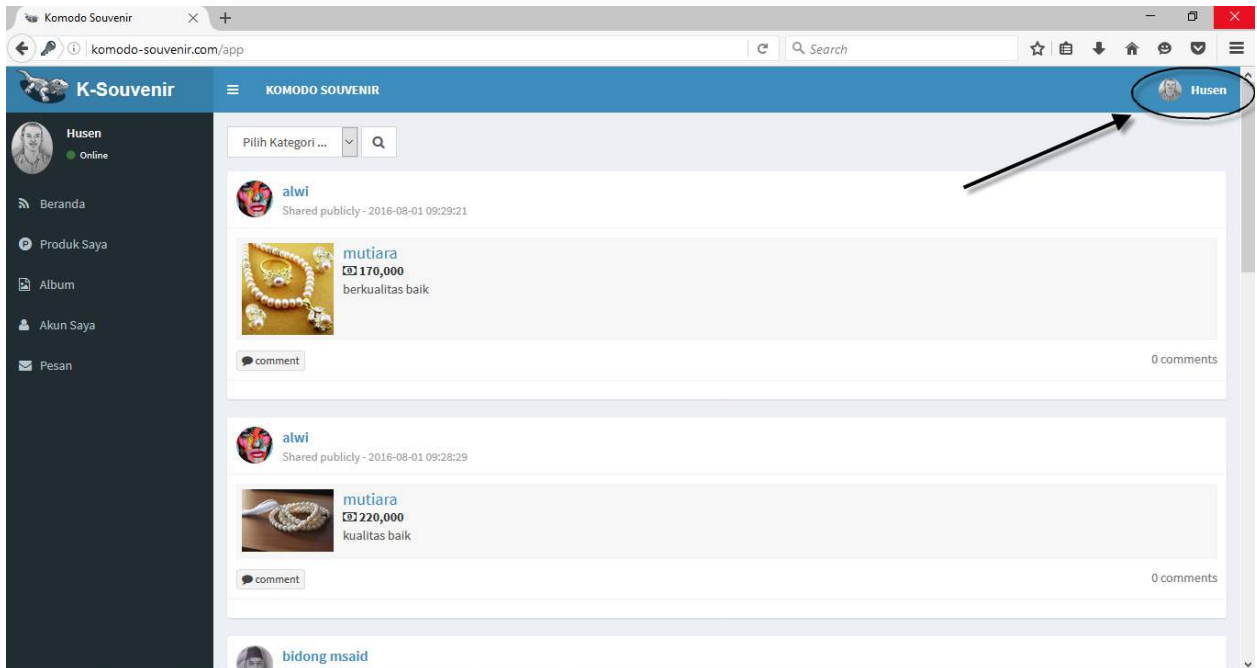 Komodo Souvenir
komodo-souvenir.com/app
Search
K-Souvenir
KOMODO SOUVENIR
Husen
Husen
Online
Beranda
Produk Saya
Album
Akun Saya
Pesan
Pilih Kategori ...
alwi
Shared publicly - 2016-08-01 09:29:21
mutiara
170,000
berkualitas baik
comment
0 comments
alwi
Shared publicly - 2016-08-01 09:28:29
mutiara
220,000
kualitas baik
comment
0 comments
bidong msaid